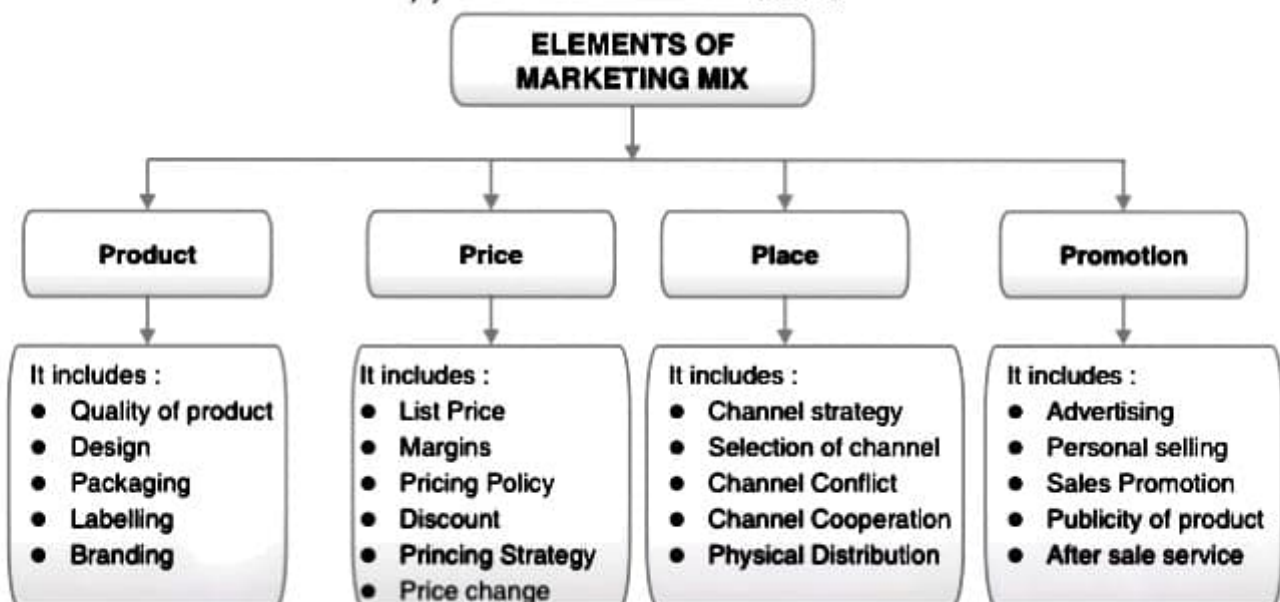 ELEMENTS OF
MARKETING MIX
Product
Price
Place
Promotion
It includes :
● Quality of product
● Design
● Packaging
● Labelling
● Branding
It includes :
● List Price
● Margins
● Pricing Policy
● Discount
● Princing Strategy
● Price change
It includes :
● Channel strategy
● Selection of channel
● Channel Conflict
● Channel Cooperation
● Physical Distribution
It includes :
● Advertising
● Personal selling
● Sales Promotion
● Publicity of product
● After sale service